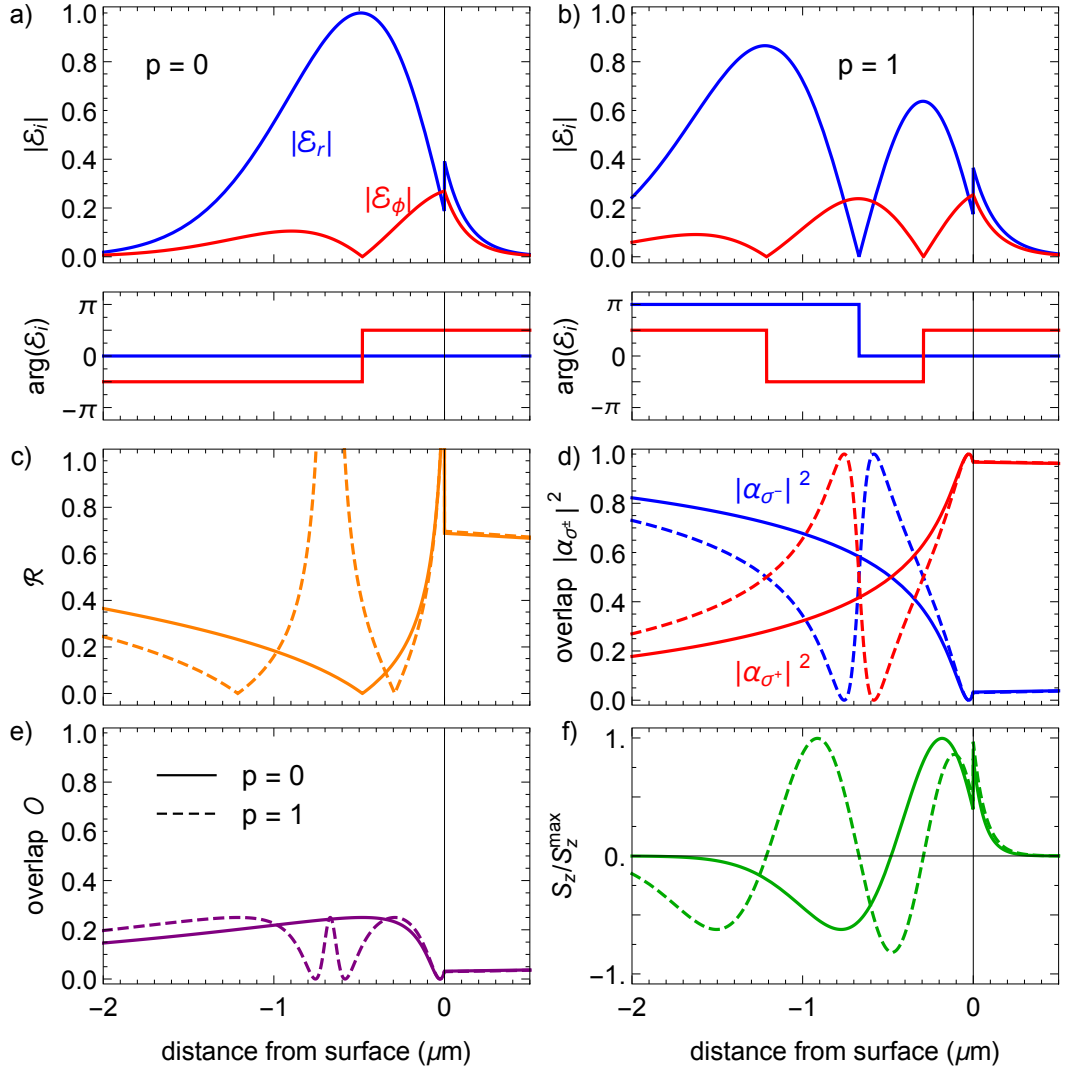 a)
p = 0
|ℰr|
|ℰϕ|
|ℰi|
1.0
0.8
0.6
0.4
0.2
0.0
b)
p = 1
|ℰi|
1.0
0.8
0.6
0.4
0.2
0.0
arg(ℰi)
π
0
−π
arg(ℰi)
π
0
−π
c)
ℛ
1.0
0.8
0.6
0.4
0.2
0.0
d)
overlap |ασ±| 2
|ασ-| 2
|ασ+| 2
1.0
0.8
0.6
0.4
0.2
0.0
e)
overlap 𝒪
p = 0
p = 1
1.0
0.8
0.6
0.4
0.2
0.0
−2
−1
0
distance from surface (μm)
f)
Sz/Szmax
1.
0.
−1.
−2
−1
0
distance from surface (μm)